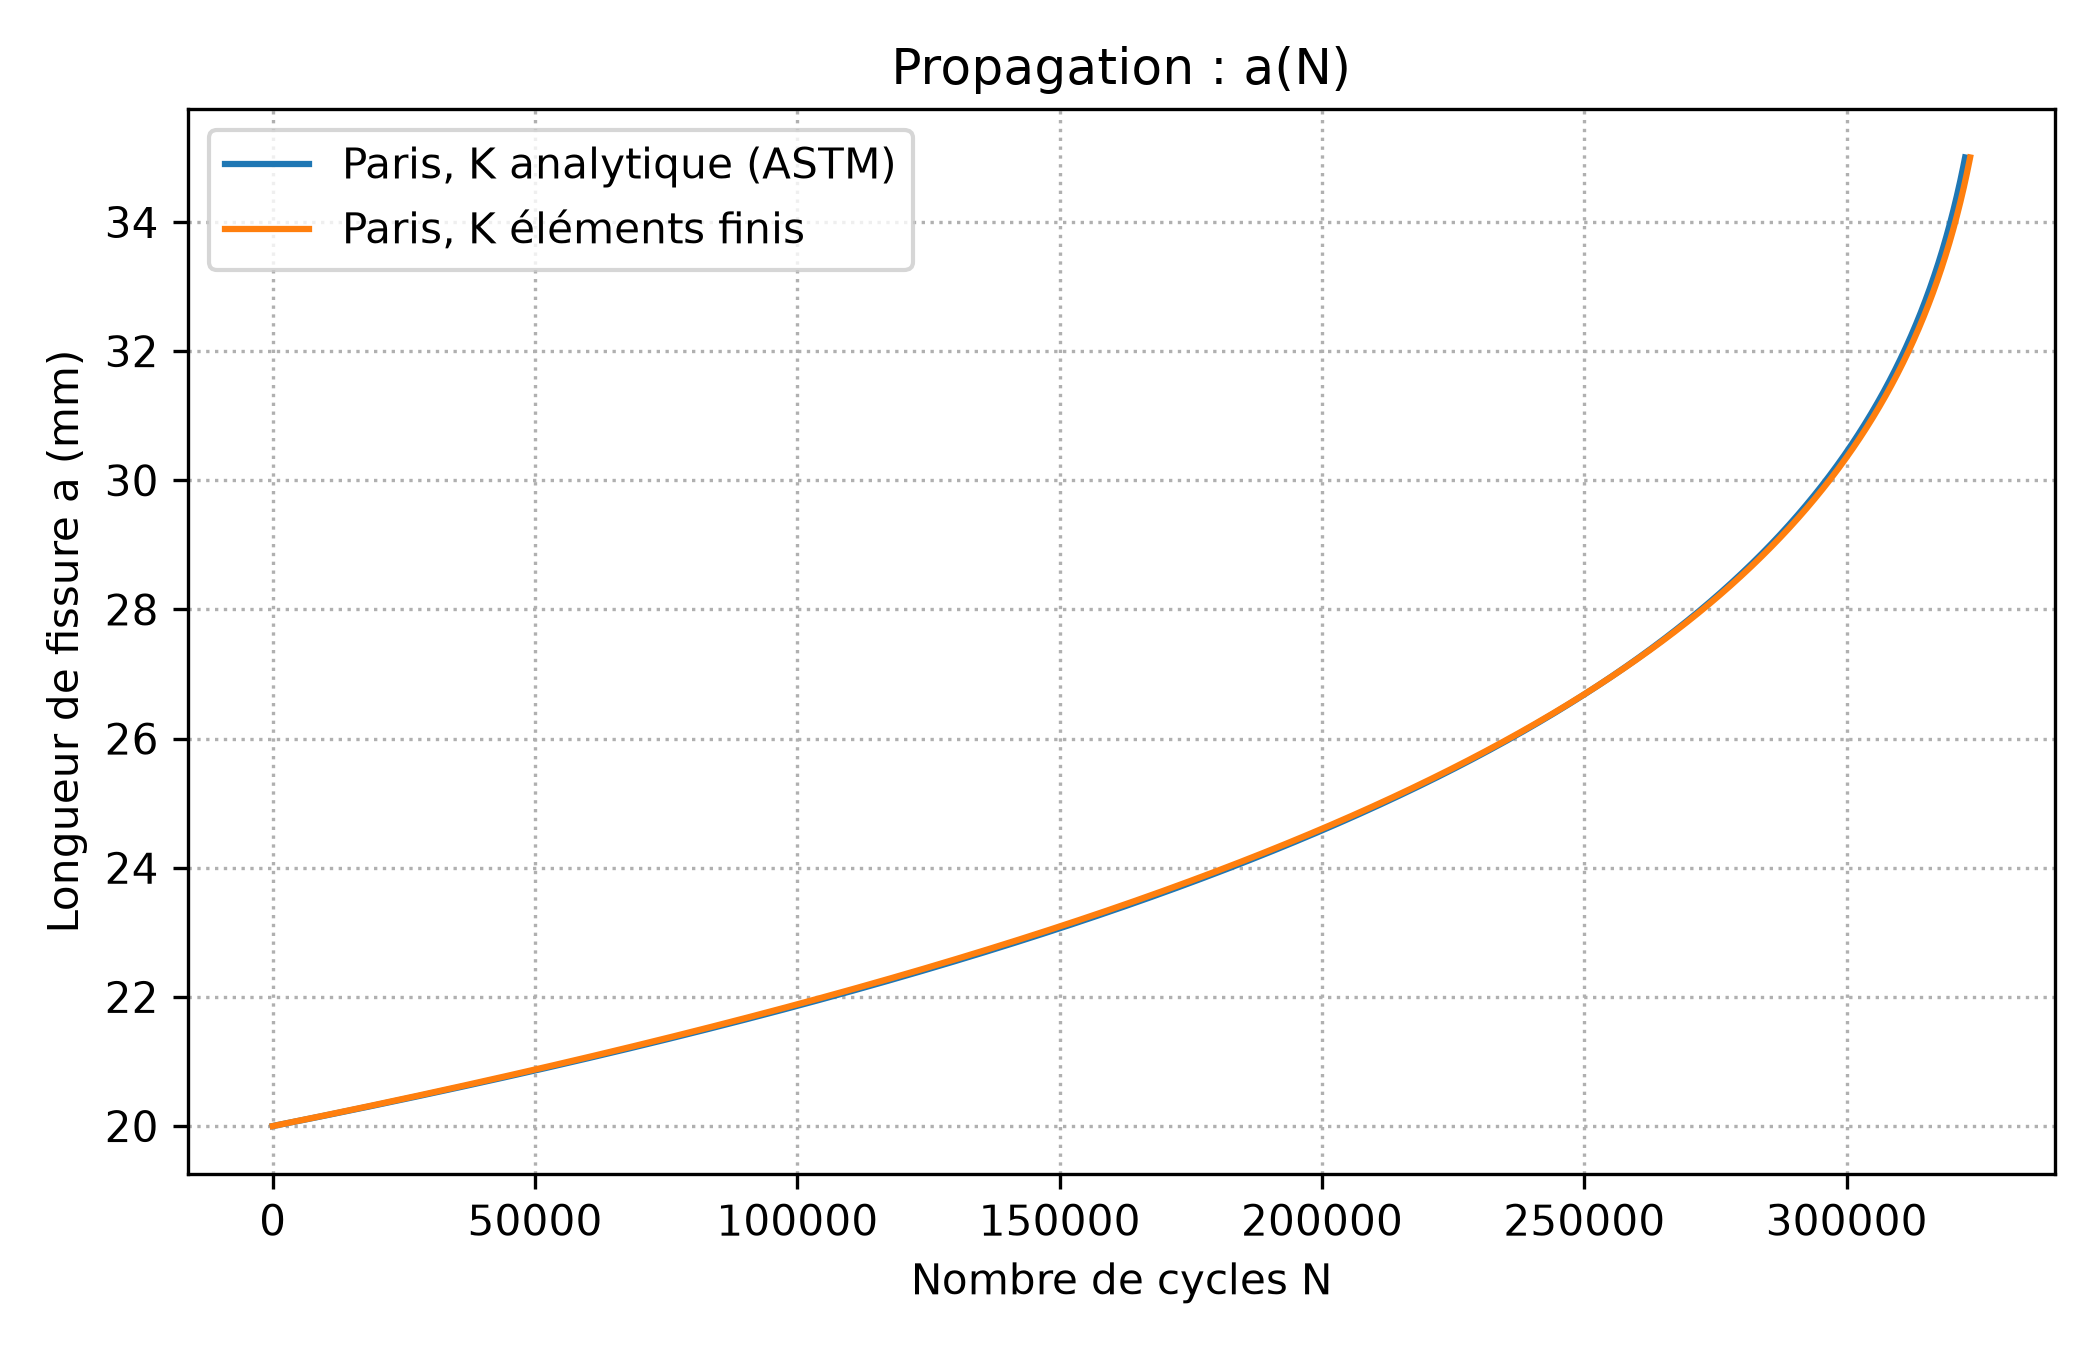 Propagation : a(N)
Paris, K analytique (ASTM)
Paris, K éléments finis
Longueur de fissure a (mm)
34
32
30
28
26
24
22
20
0 50000 100000 150000 200000 250000 300000
Nombre de cycles N